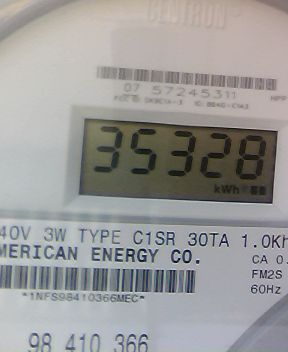 CENTRON®
07 57245311
35328
kWh
40V 3W TYPE C1SR 30TA 1.0Kh
MERICAN ENERGY CO.
CA 0.
FM2S
*1NFS98410366MEC*
60Hz
98 410 366